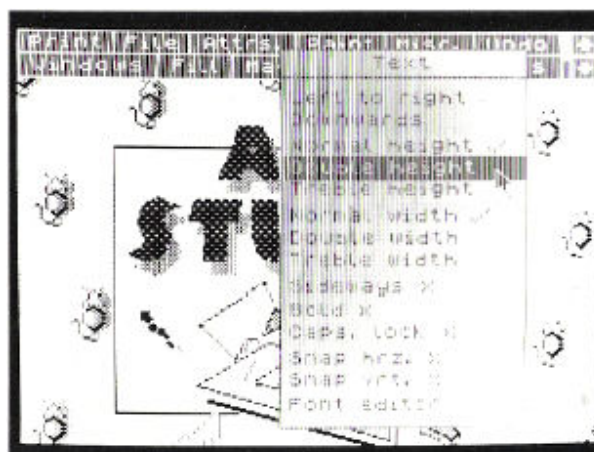 Print File Attrs. Paint Misc. Undo
Windows Fill
Text
Left to right
Downwards
Normal height ✓
Double height
Treble height
Normal width ✓
Double width
Treble width
Sideways x
Bold x
Caps. lock x
Snap hrz. x
Snap vrt. x
Font editor
A
STU